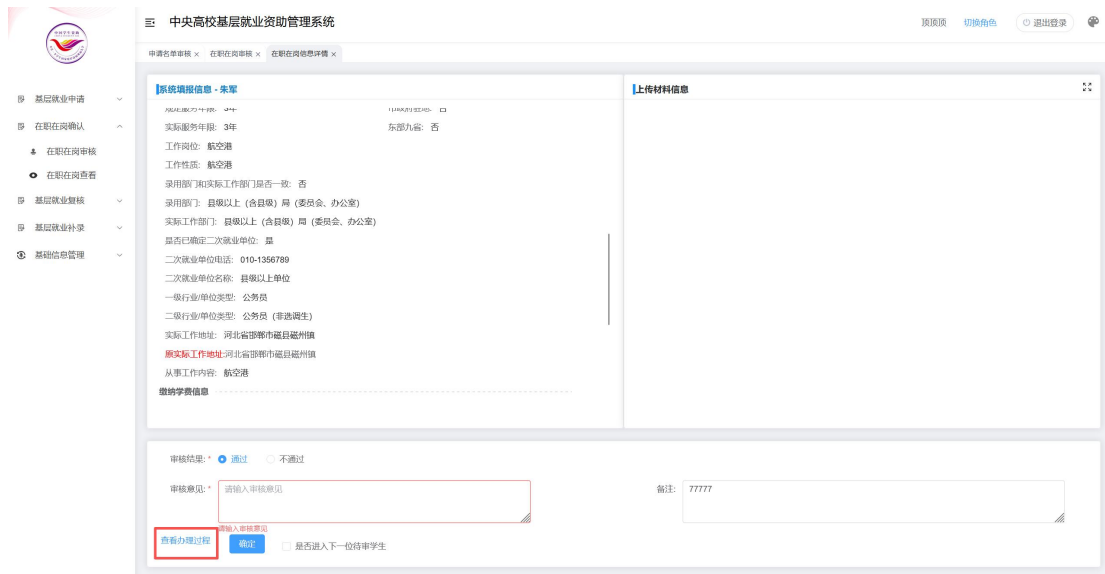 中央高校基层就业资助管理系统
顶顶顶 切换角色 退出登录
申请名单审核 × 在职在岗审核 × 在职在岗信息详情 ×
基层就业申请
在职在岗确认
在职在岗审核
在职在岗查看
基层就业复核
基层就业补录
基础信息管理
系统填报信息 - 朱军
实际服务年限: 3年 东部九省: 否
工作岗位: 航空港
工作性质: 航空港
录用部门和实际工作部门是否一致: 否
录用部门: 县级以上 (含县级) 局 (委员会、办公室)
实际工作部门: 县级以上 (含县级) 局 (委员会、办公室)
是否已确定二次就业单位: 是
二次就业单位电话: 010-1356789
二次就业单位名称: 县级以上单位
一级行业/单位类型: 公务员
二级行业/单位类型: 公务员 (非选调生)
实际工作地址: 河北省邯郸市磁县磁州镇
原实际工作地址:河北省邯郸市磁县磁州镇
从事工作内容: 航空港
缴纳学费信息
上传材料信息
审核结果: * 通过 不通过
审核意见: * 请输入审核意见
备注: 77777
请输入审核意见
查看办理过程 确定 是否进入下一位待审学生